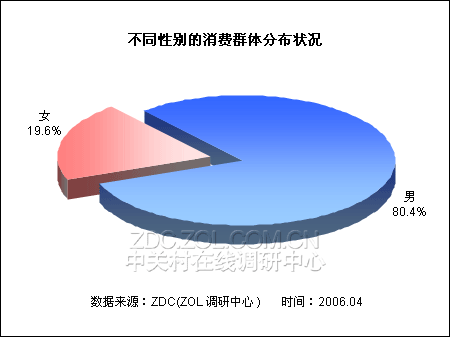 不同性别的消费群体分布状况
女
19.6%
男
80.4%
ZDC.ZOL.COM.CN
中关村在线调研中心
数据来源：ZDC(ZOL 调研中心 ) 时间：2006.04